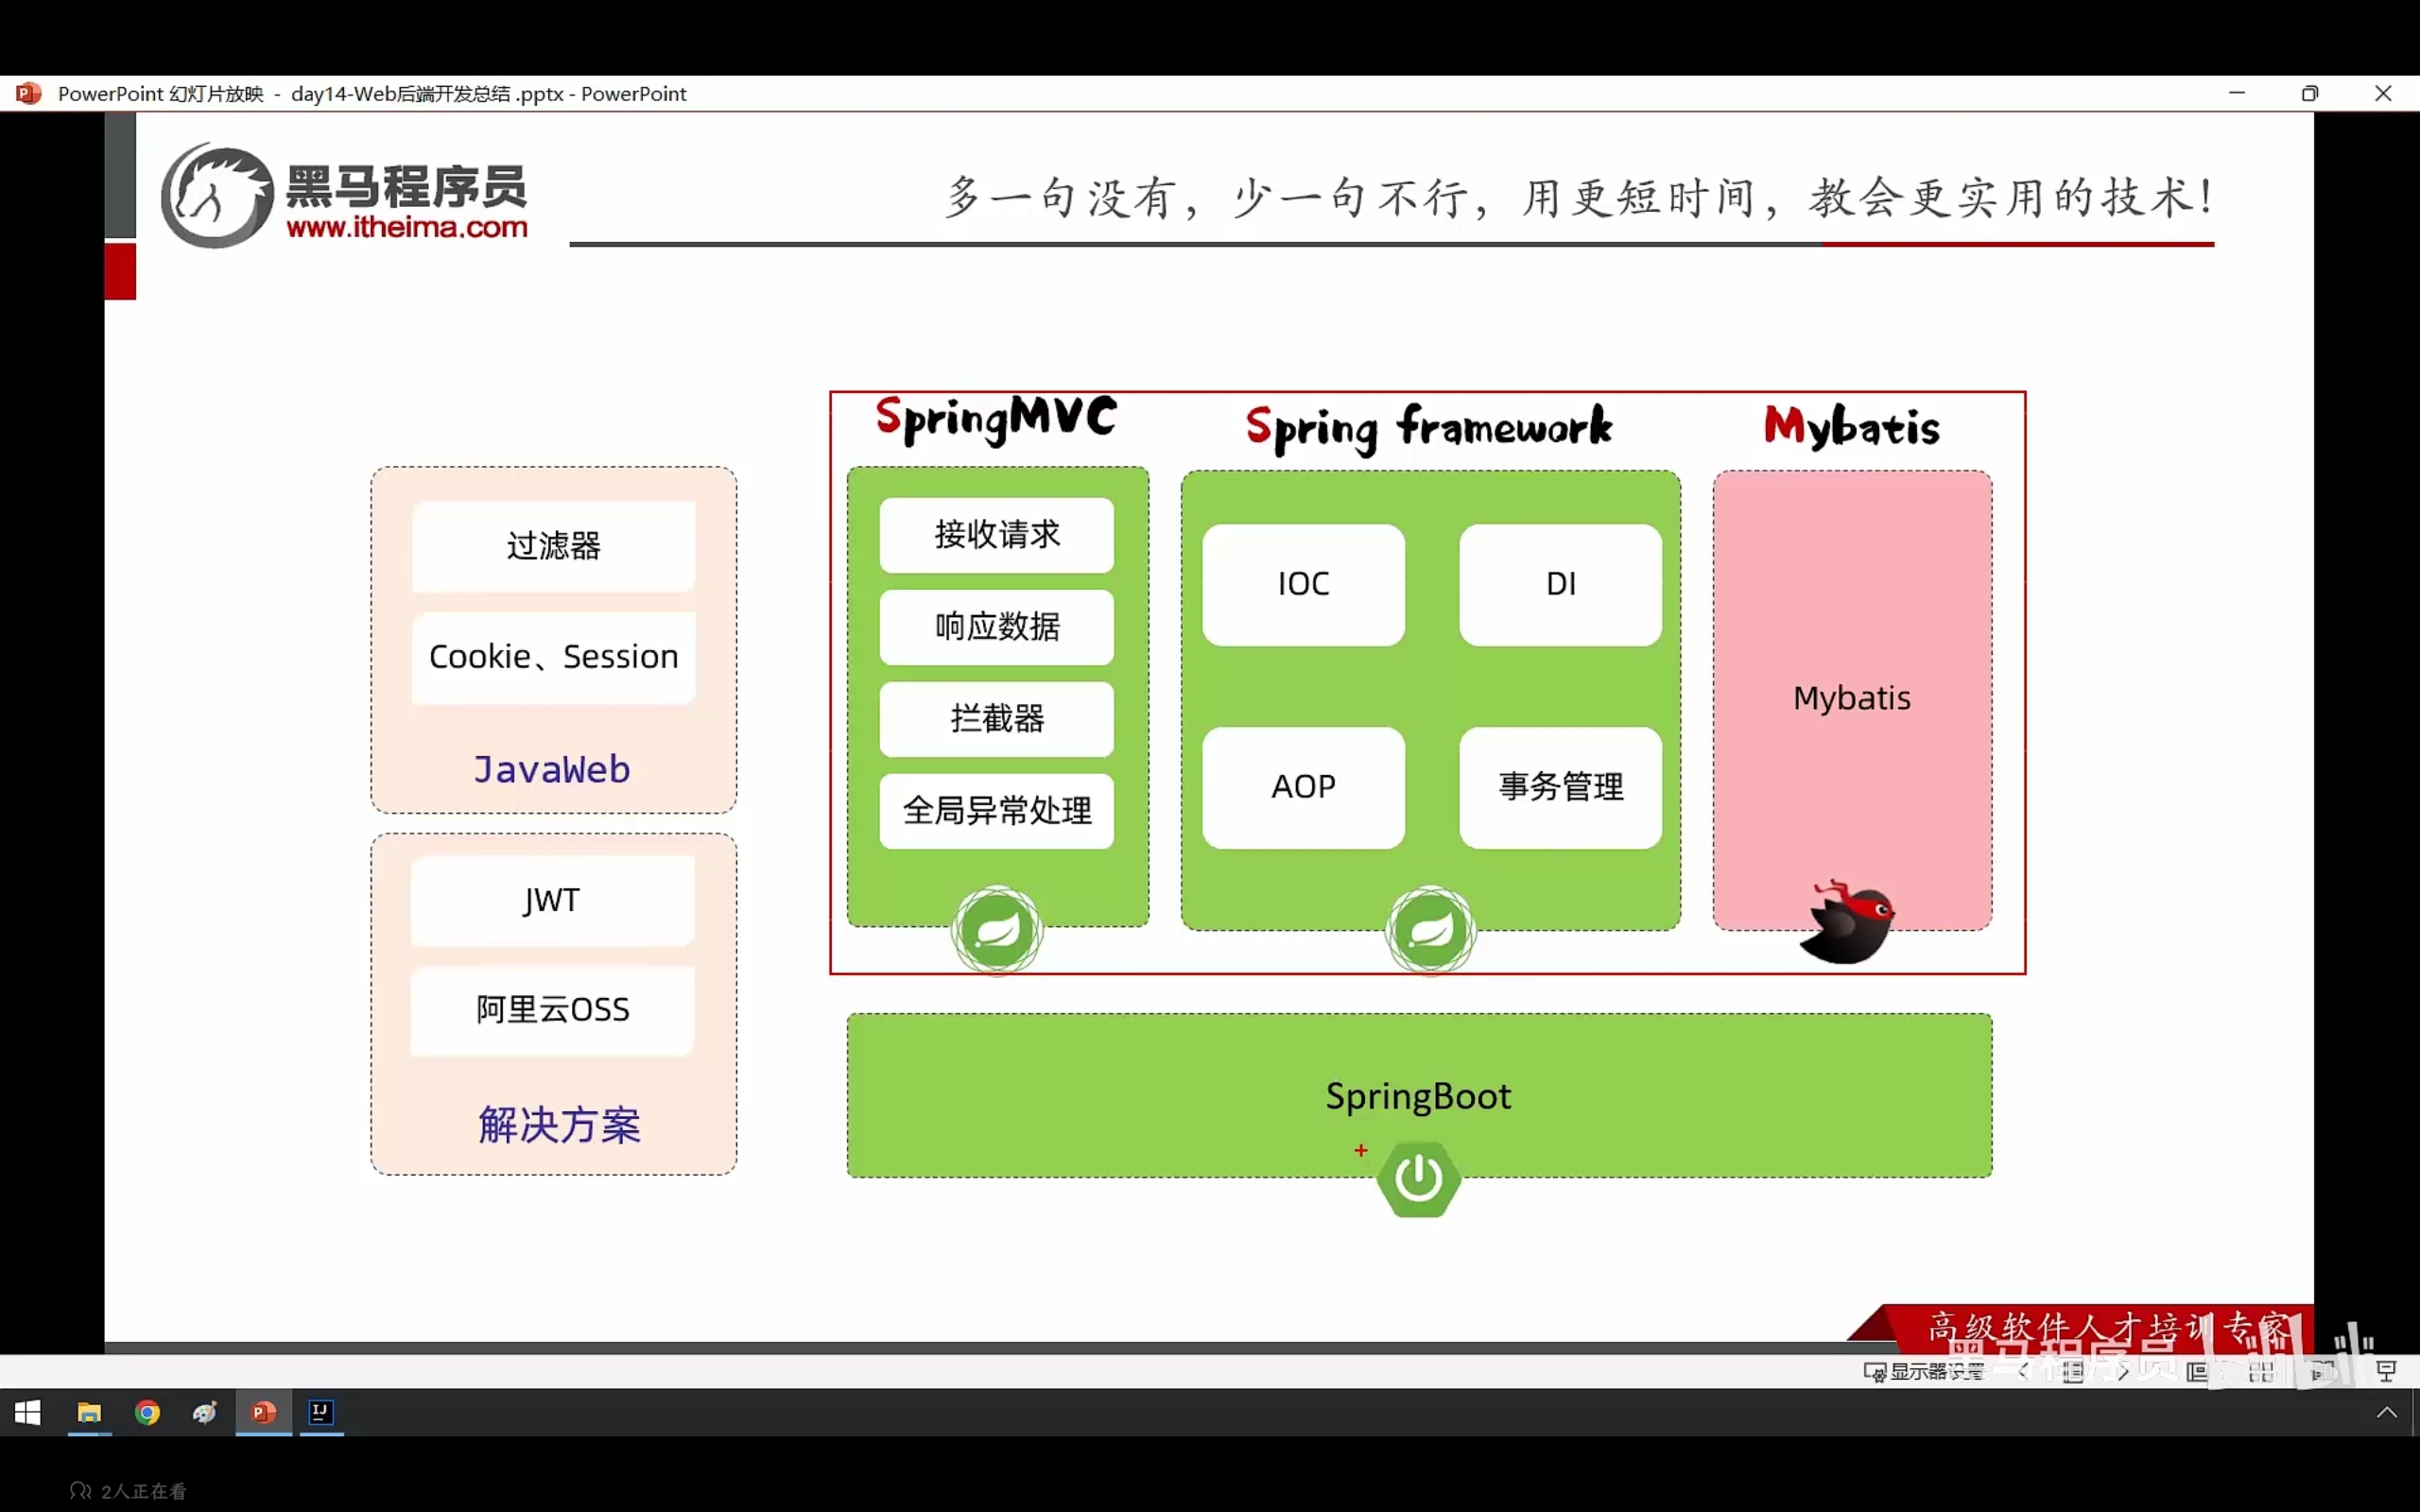 PowerPoint 幻灯片放映 - day14-Web后端开发总结 .pptx - PowerPoint
黑马程序员
www.itheima.com
多一句没有，少一句不行，用更短时间，教会更实用的技术！
过滤器
Cookie、Session
JavaWeb
JWT
阿里云OSS
解决方案
SpringMVC
接收请求
响应数据
拦截器
全局异常处理
Spring framework
IOC
DI
AOP
事务管理
Mybatis
Mybatis
SpringBoot
高级软件人才培训专家
黑马程序员
显示器设置
2人正在看